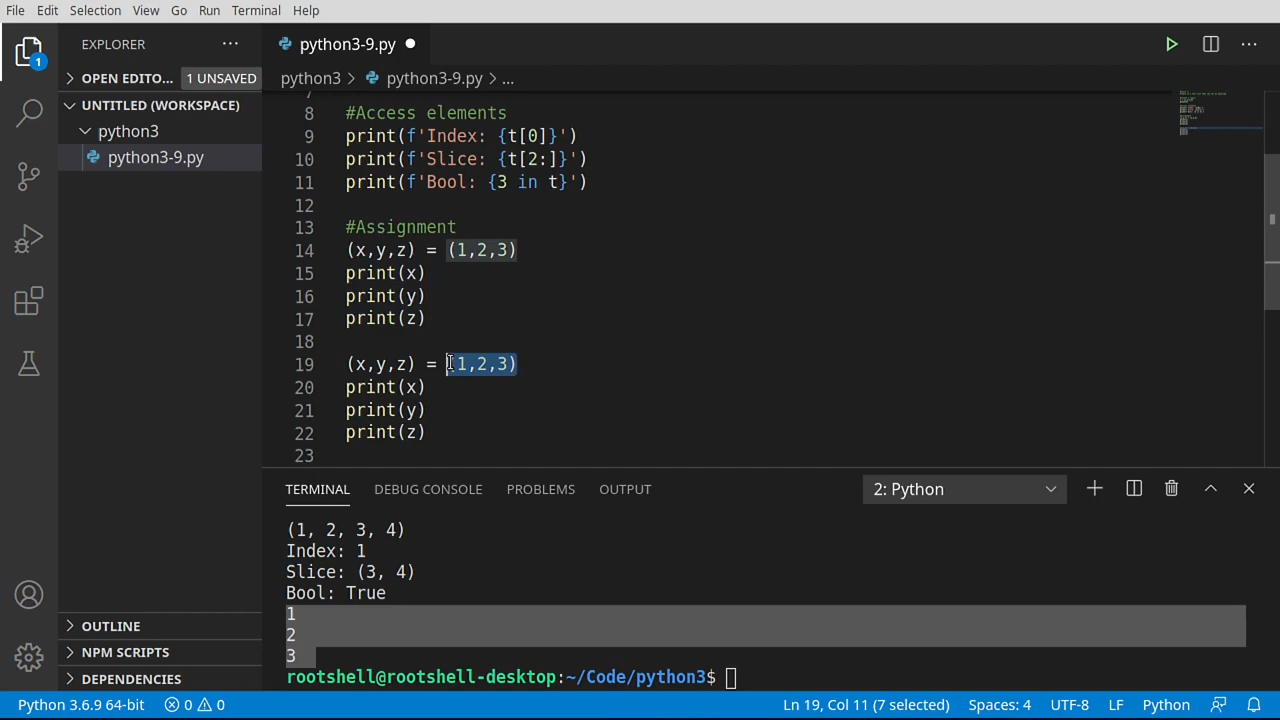 File Edit Selection View Go Run Terminal Help
EXPLORER
python3-9.py
1
OPEN EDITO... 1 UNSAVED
python3 > python3-9.py > ...
UNTITLED (WORKSPACE)
python3
python3-9.py
8 #Access elements
9 print(f'Index: {t[0]}')
10 print(f'Slice: {t[2:]}')
11 print(f'Bool: {3 in t}')
12
13 #Assignment
14 (x,y,z) = (1,2,3)
15 print(x)
16 print(y)
17 print(z)
18
19 (x,y,z) = (1,2,3)
20 print(x)
21 print(y)
22 print(z)
23
TERMINAL DEBUG CONSOLE PROBLEMS OUTPUT 2: Python
(1, 2, 3, 4)
Index: 1
Slice: (3, 4)
Bool: True
1
2
3
rootshell@rootshell-desktop:~/Code/python3$
OUTLINE
NPM SCRIPTS
DEPENDENCIES
Python 3.6.9 64-bit 0 0 Ln 19, Col 11 (7 selected) Spaces: 4 UTF-8 LF Python